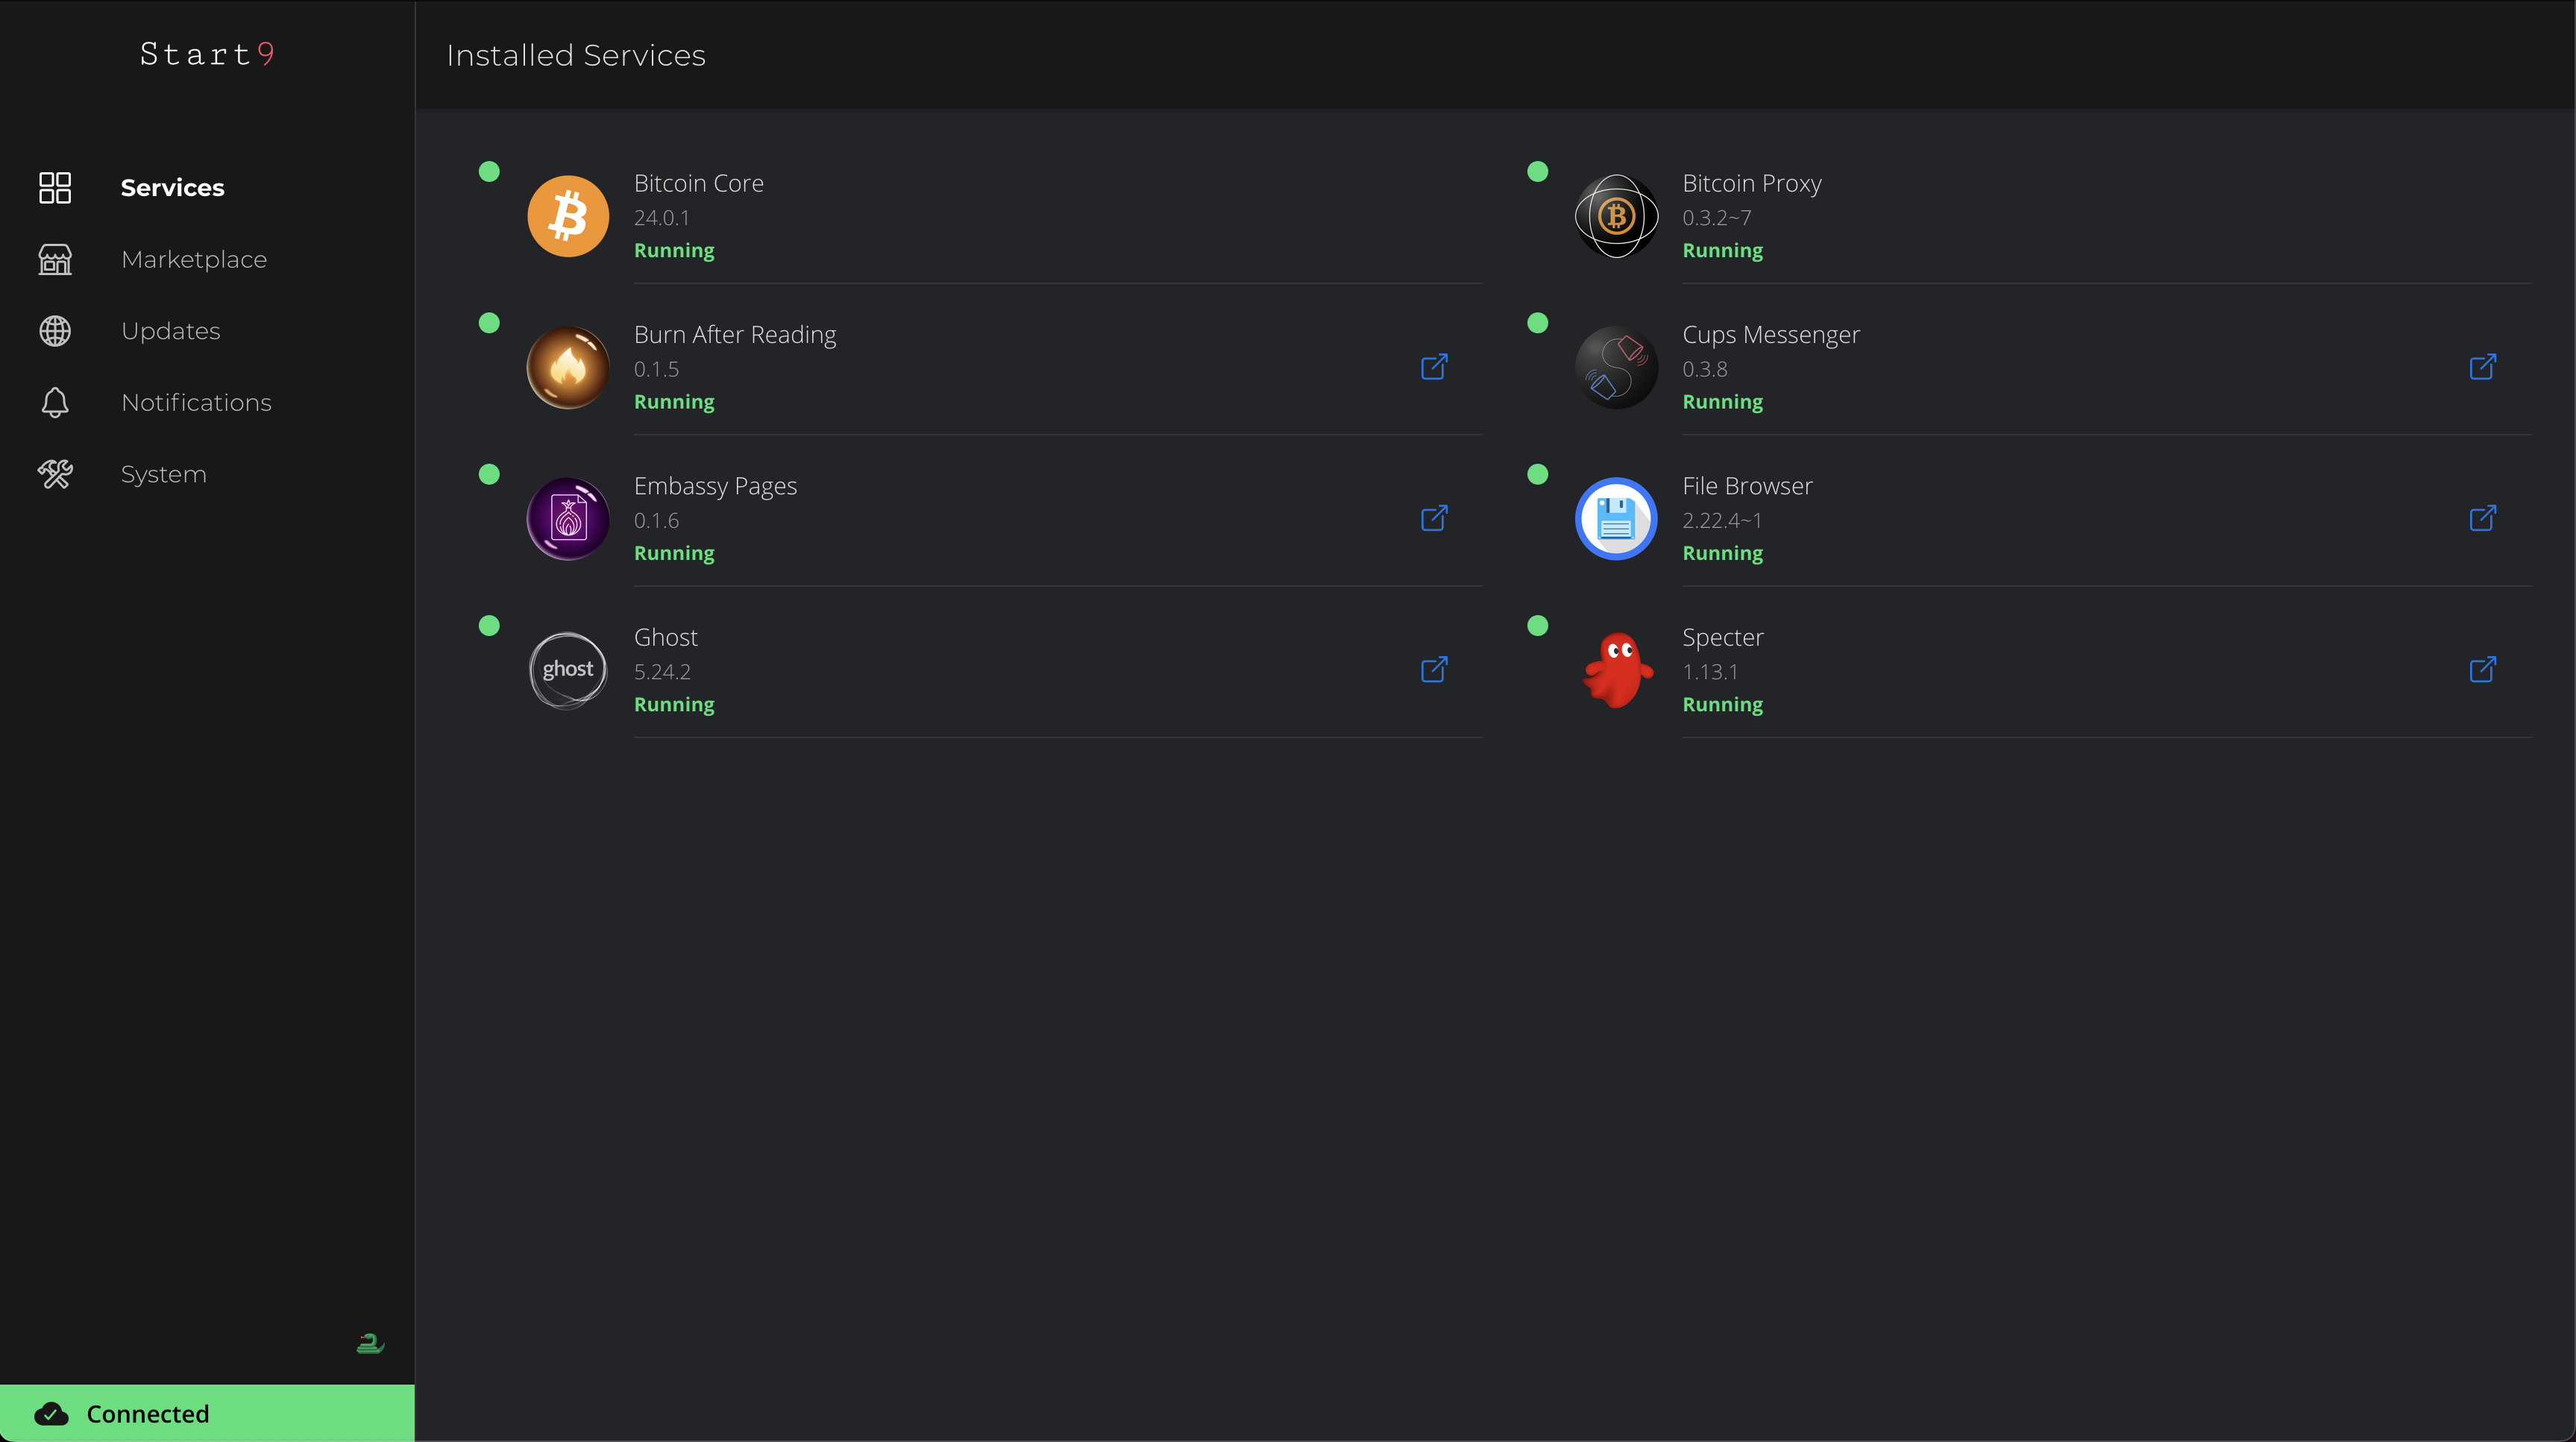 Start9
Installed Services
Services
Marketplace
Updates
Notifications
System
Bitcoin Core
24.0.1
Running
Bitcoin Proxy
0.3.2~7
Running
Burn After Reading
0.1.5
Running
Cups Messenger
0.3.8
Running
Embassy Pages
0.1.6
Running
File Browser
2.22.4~1
Running
ghost
Ghost
5.24.2
Running
Specter
1.13.1
Running
Connected